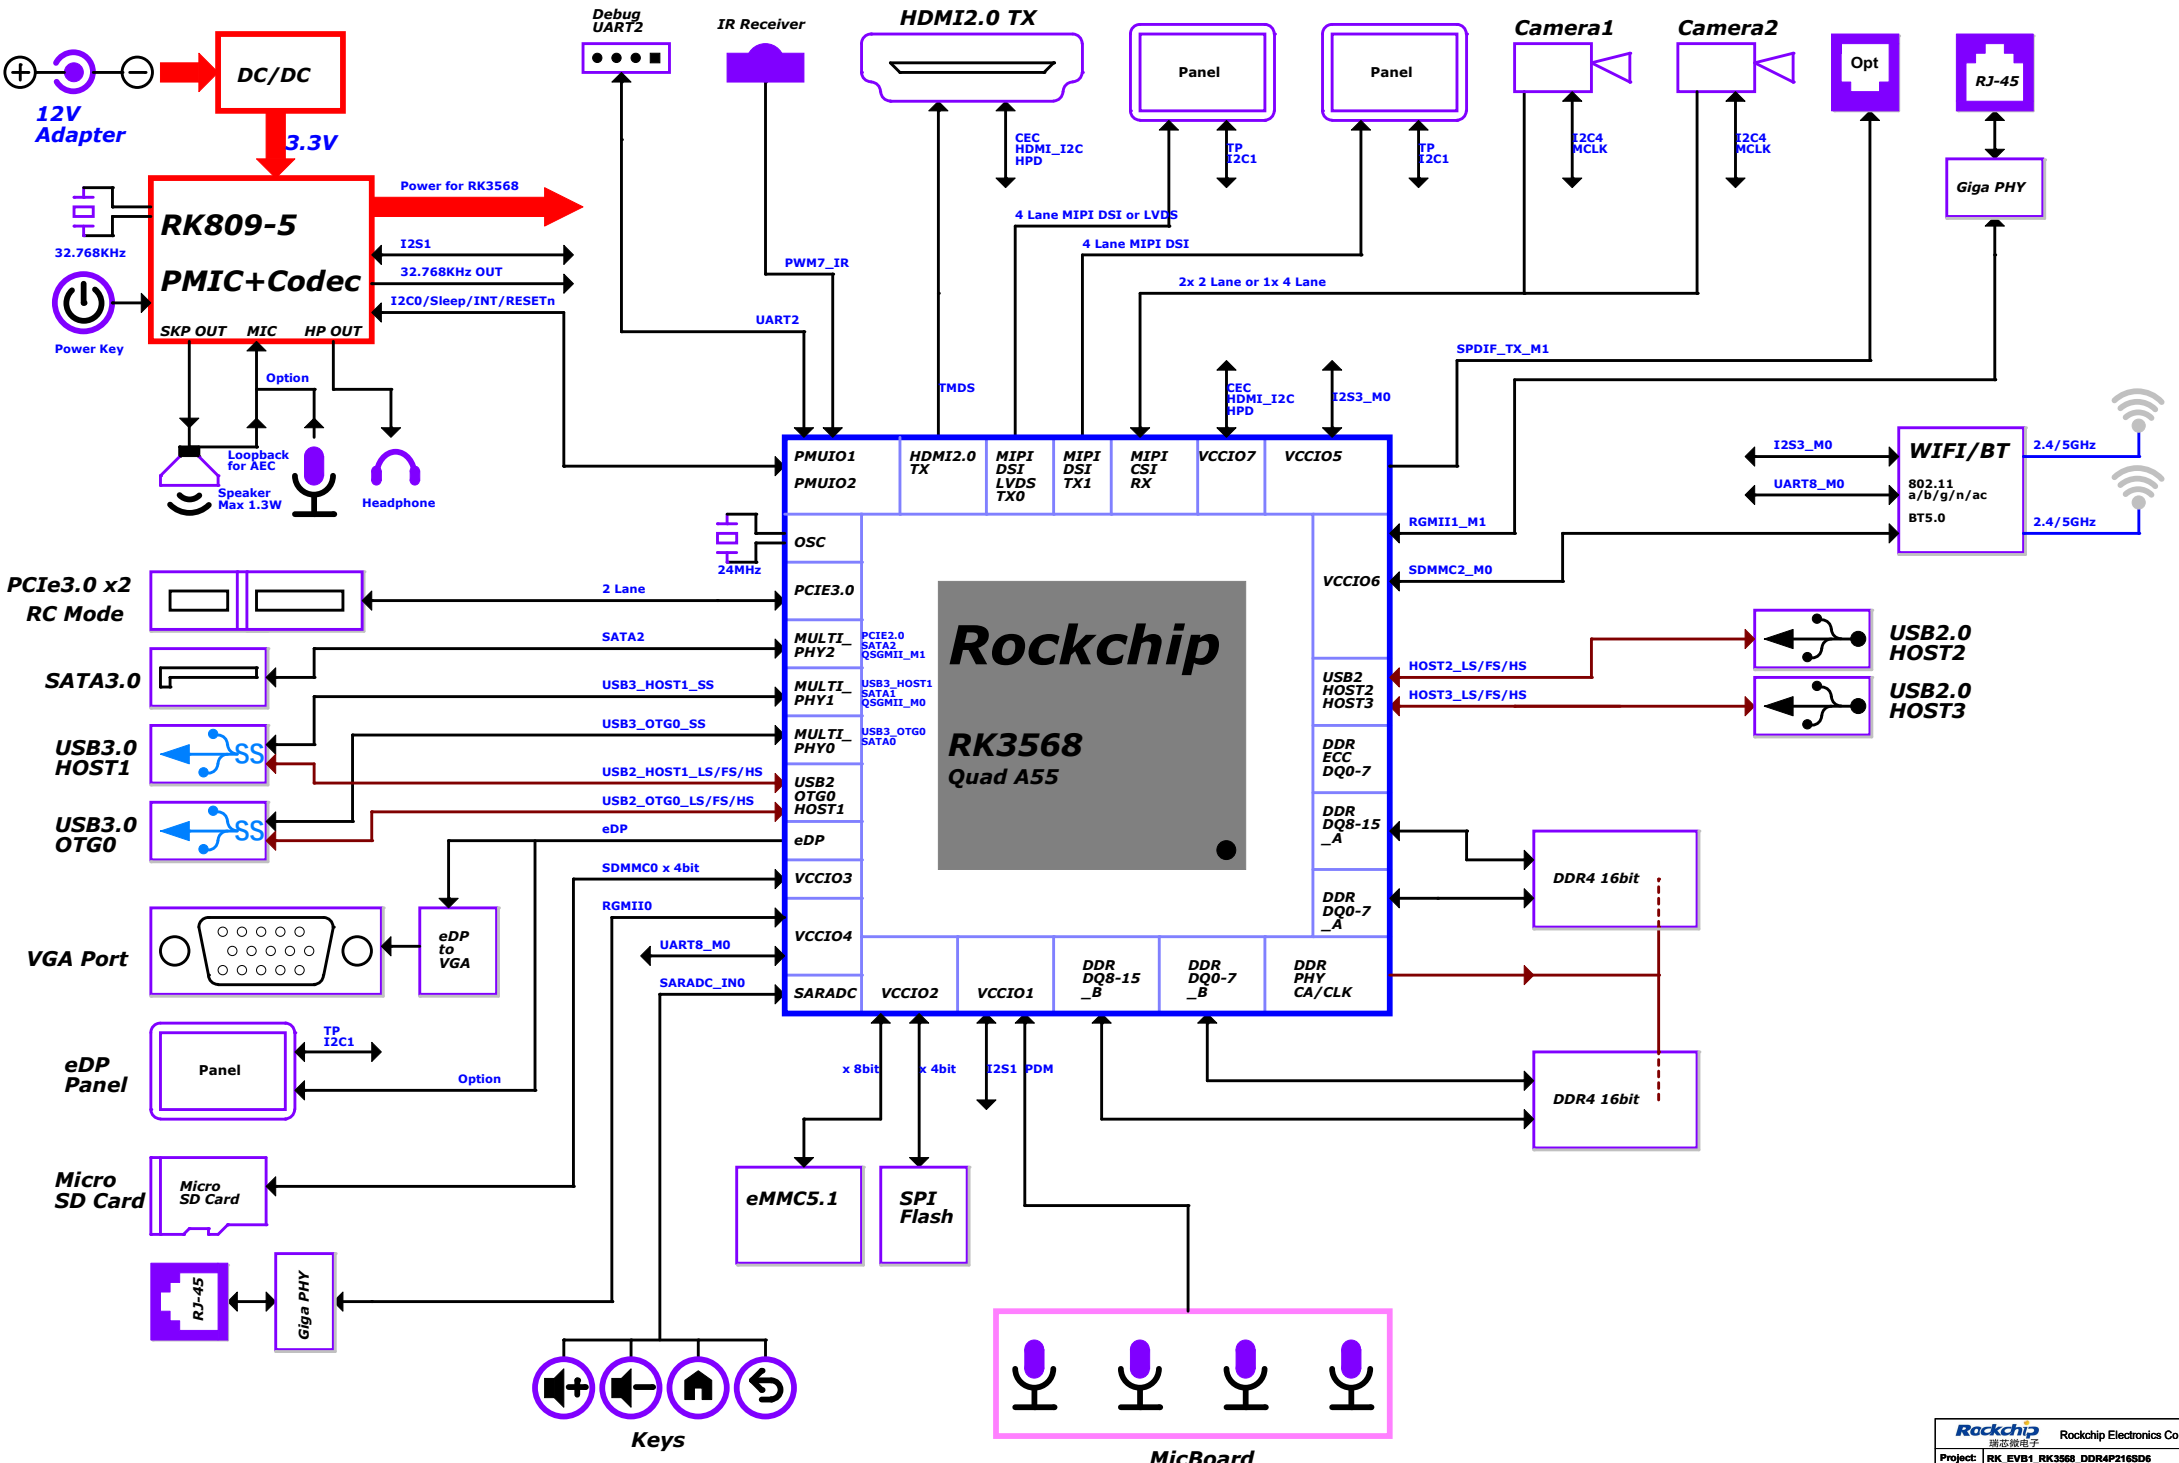 Debug
UART2
IR Receiver
HDMI2.0 TX
Camera1
Camera2
DC/DC
12V
Adapter
3.3V
Panel
Panel
Opt
RJ-45
CEC
HDMI_I2C
HPD
TP
I2C1
TP
I2C1
I2C4
MCLK
I2C4
MCLK
Giga PHY
Power for RK3568
RK809-5
PMIC+Codec
32.768KHz
I2S1
32.768KHz OUT
I2C0/Sleep/INT/RESETn
SKP OUT
MIC
HP OUT
Power Key
Option
Loopback
for AEC
Speaker
Max 1.3W
Headphone
4 Lane MIPI DSI or LVDS
4 Lane MIPI DSI
PWM7_IR
2x 2 Lane or 1x 4 Lane
UART2
TMDS
SPDIF_TX_M1
CEC
HDMI_I2C
HPD
I2S3_M0
PMUIO1
PMUIO2
HDMI2.0
TX
MIPI
DSI
LVDS
TX0
MIPI
DSI
TX1
MIPI
CSI
RX
VCCIO7
VCCIO5
I2S3_M0
UART8_M0
WIFI/BT
802.11
a/b/g/n/ac
BT5.0
2.4/5GHz
2.4/5GHz
RGMII1_M1
SDMMC2_M0
24MHz
OSC
VCCIO6
PCIe3.0 x2
RC Mode
2 Lane
PCIE3.0
SATA3.0
SATA2
MULTI_
PHY2
PCIE2.0
SATA2
QSGMII_M1
USB3.0
HOST1
SS
USB3_HOST1_SS
MULTI_
PHY1
USB3_HOST1
SATA1
QSGMII_M0
USB3_OTG0_SS
MULTI_
PHY0
USB3_OTG0
SATA0
USB3.0
OTG0
SS
USB2_HOST1_LS/FS/HS
USB2_OTG0_LS/FS/HS
USB2
OTG0
HOST1
Rockchip
RK3568
Quad A55
HOST2_LS/FS/HS
HOST3_LS/FS/HS
USB2
HOST2
HOST3
USB2.0
HOST2
USB2.0
HOST3
DDR
ECC
DQ0-7
DDR
DQ8-15
_A
DDR
DQ0-7
_A
DDR4 16bit
eDP
eDP
SDMMC0 x 4bit
VCCIO3
RGMII0
VCCIO4
UART8_M0
SARADC_IN0
SARADC
VCCIO2
VCCIO1
DDR
DQ8-15
_B
DDR
DQ0-7
_B
DDR
PHY
CA/CLK
VGA Port
eDP
to
VGA
eDP
Panel
Panel
TP
I2C1
Option
x 8bit
x 4bit
I2S1
PDM
DDR4 16bit
Micro
SD Card
Micro
SD Card
eMMC5.1
SPI
Flash
RJ-45
Giga PHY
Keys
MicBoard
Rockchip
瑞芯微电子
Rockchip Electronics Co
Project:
RK_EVB1_RK3568_DDR4P216SD6